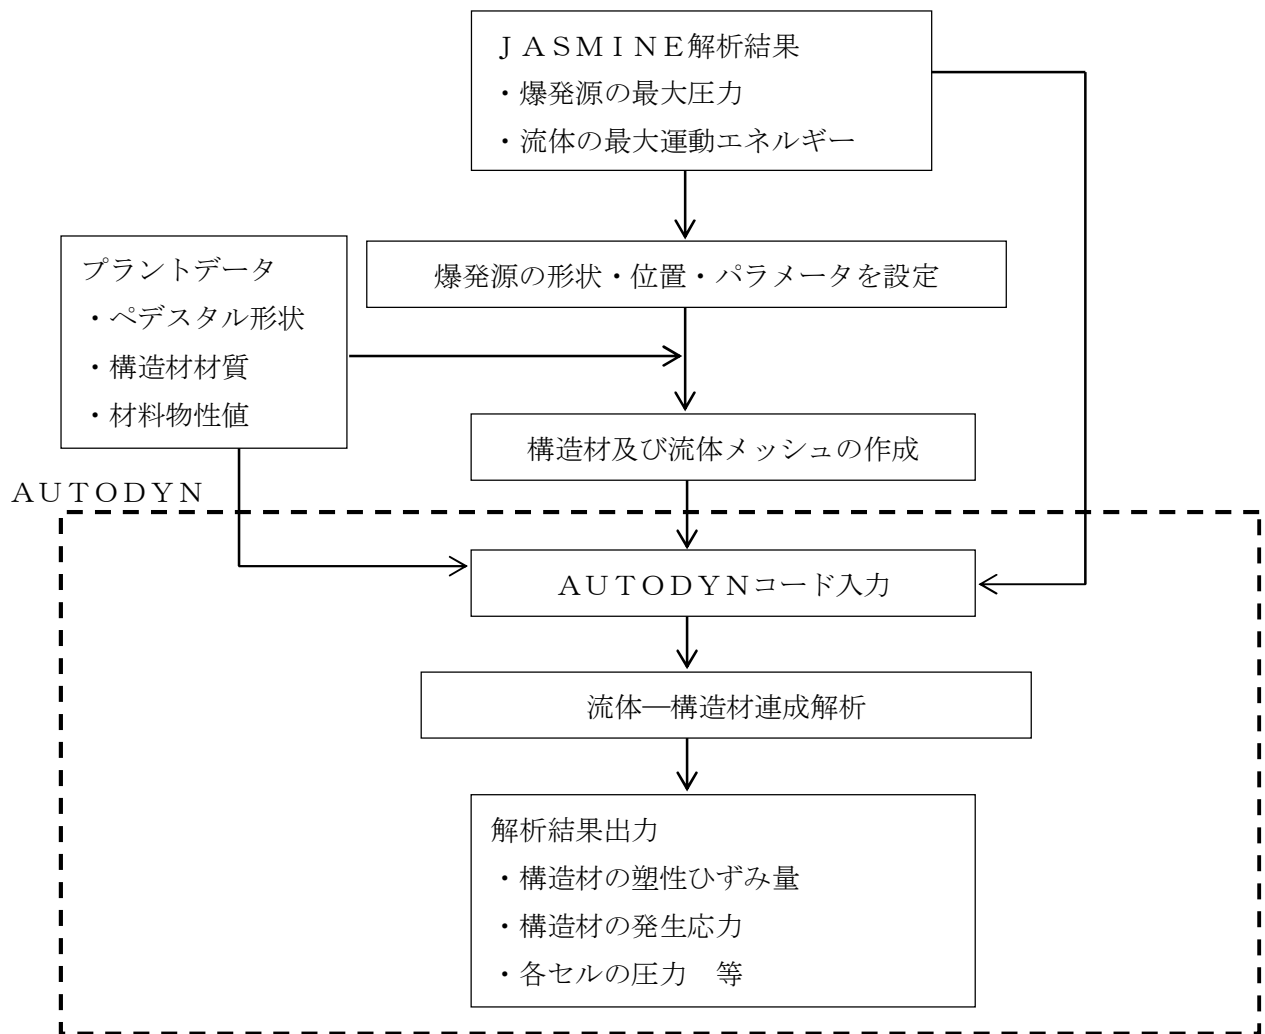 ＪＡＳＭＩＮＥ解析結果
・爆発源の最大圧力
・流体の最大運動エネルギー
プラントデータ
・ペデスタル形状
・構造材材質
・材料物性値
爆発源の形状・位置・パラメータを設定
構造材及び流体メッシュの作成
ＡＵＴＯＤＹＮ
ＡＵＴＯＤＹＮコード入力
流体―構造材連成解析
解析結果出力
・構造材の塑性ひずみ量
・構造材の発生応力
・各セルの圧力　等